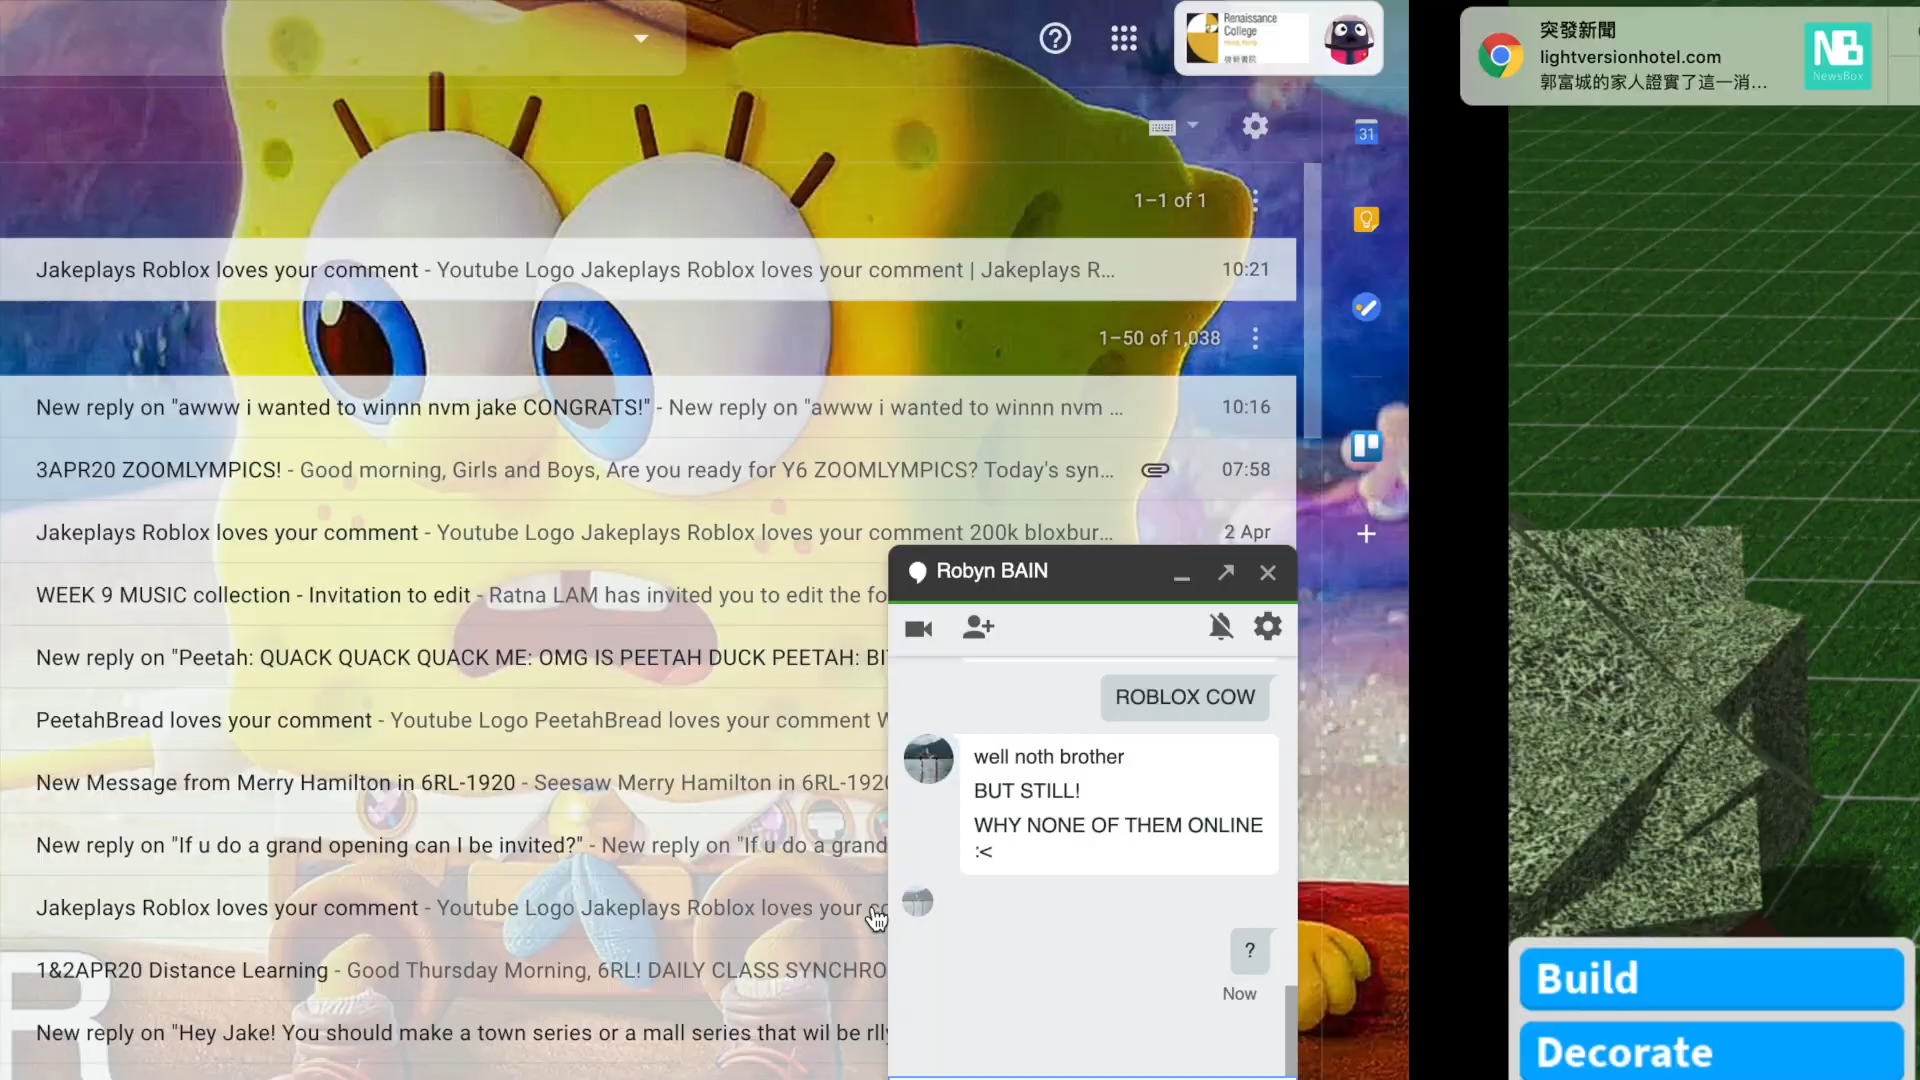 Renaissance
College
Hong Kong
啓新書院
突發新聞
lightversionhotel.com
郭富城的家人證實了這一消...
NB
NewsBox
31
1–1 of 1
Jakeplays Roblox loves your comment - Youtube Logo Jakeplays Roblox loves your comment | Jakeplays R...
10:21
1–50 of 1,038
New reply on "awww i wanted to winnn nvm jake CONGRATS!" - New reply on "awww i wanted to winnn nvm ...
10:16
3APR20 ZOOMLYMPICS! - Good morning, Girls and Boys, Are you ready for Y6 ZOOMLYMPICS? Today's syn...
07:58
Jakeplays Roblox loves your comment - Youtube Logo Jakeplays Roblox loves your comment 200k bloxbur...
2 Apr
WEEK 9 MUSIC collection - Invitation to edit - Ratna LAM has invited you to edit the fo
New reply on "Peetah: QUACK QUACK QUACK ME: OMG IS PEETAH DUCK PEETAH: BI
PeetahBread loves your comment - Youtube Logo PeetahBread loves your comment
New Message from Merry Hamilton in 6RL-1920 - Seesaw Merry Hamilton in 6RL-1920
New reply on "If u do a grand opening can I be invited?" - New reply on "If u do a grand
Jakeplays Roblox loves your comment - Youtube Logo Jakeplays Roblox loves your
1&2APR20 Distance Learning - Good Thursday Morning, 6RL! DAILY CLASS SYNCHRO
New reply on "Hey Jake! You should make a town series or a mall series that wil be rlly
Robyn BAIN
ROBLOX COW
well noth brother
BUT STILL!
WHY NONE OF THEM ONLINE
:<
?
Now
R
Build
Decorate